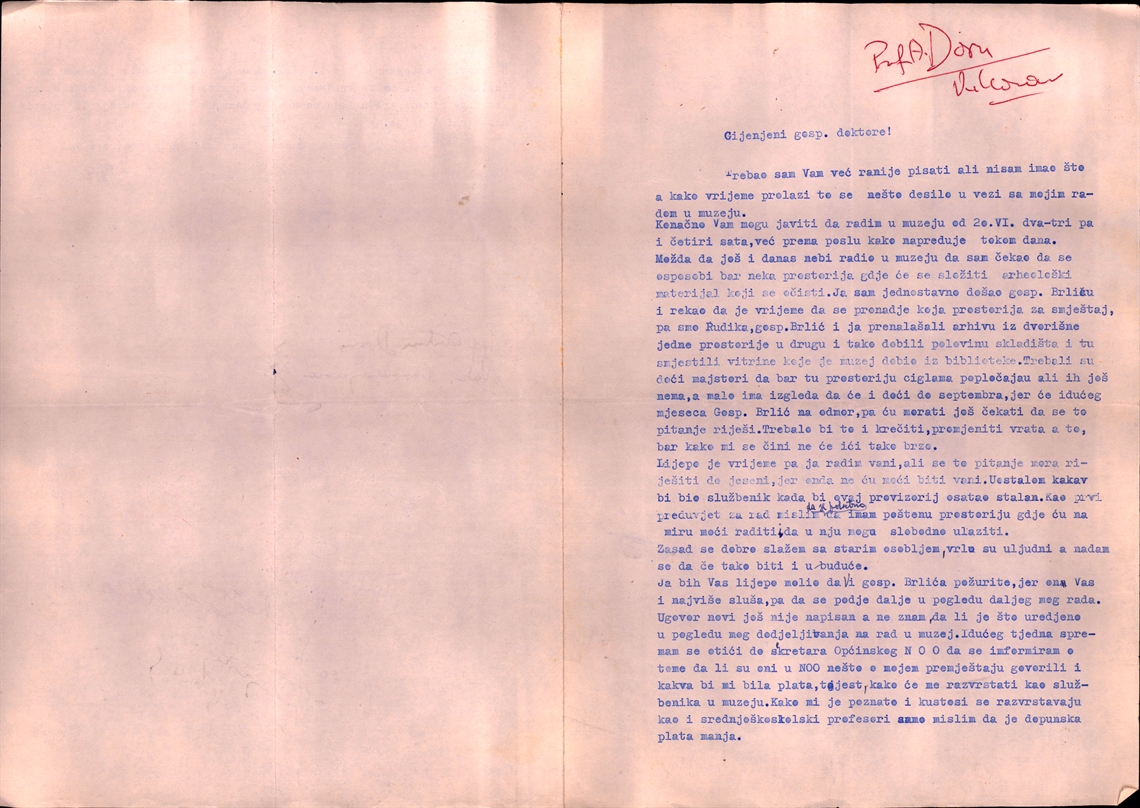 Prof A. Dorn
Vukovar
Cijenjeni gosp. doktore!
Trebao sam Vam već ranije pisati ali nisam imao što
a kako vrijeme prolazi to se nešto desilo u vezi sa mojim ra-
dom u muzeju.
Konačno Vam mogu javiti da radim u muzeju od 20.VI. dva-tri pa
i četiri sata,već prema poslu kako napreduje tokom dana.
Možda da još i danas nebi radio u muzeju da sam čekao da se
osposobi bar neka prostorija gdje će se složiti arheološki
materijal koji se očisti.Ja sam jednostavno došao gosp. Brliću
i rekao da je vrijeme da se pronadje koja prostorija za smještaj,
pa smo Rudika,gosp.Brlić i ja prenalašali arhivu iz dvorišne
jedne prostorije u drugu i tako dobili polovinu skladišta i tu
smjestili vitrine koje je muzej dobio iz biblioteke.Trebali su
doći majstori da bar tu prostoriju ciglama popločajau ali ih još
nema,a malo ima izgleda da će i doći do septembra,jer će idućeg
mjeseca Gosp. Brlić na odmor,pa ću morati još čekati da se to
pitanje riješi.Trebalo bi to i krečiti,promjeniti vrata a to,
bar kako mi se čini ne će ići tako brzo.
Lijepo je vrijeme pa ja radim vani,ali se to pitanje mora ri-
ješiti do jeseni,jer onda ne ću moći biti vani.Uostalom kakav
bi bio službenik kada bi ovaj provizorij osatao stalan.Kao prvi
preduvjet za rad mislim da je potrebno da imam poštenu prostoriju gdje ću na
miru moći raditi,da u nju mogu slobodno ulaziti.
Zasad se dobro slažem sa starim osobljem,vrlo su uljudni a nadam
se da će tako biti i u buduće.
Ja bih Vas lijepo molio da Vi gosp. Brlića požurite,jer ona Vas
i najviše sluša,pa da se podje dalje u pogledu daljeg mog rada.
Ugovor novi još nije napisan a ne znam,da li je što uredjeno
u pogledu mog dodjeljivanja na rad u muzej.Idućeg tjedna spre-
mam se otići do skretara Općinskog N O O da se imformiram o
tome da li su oni u NOO nešto o mojem premještaju govorili i
kakva bi mi bila plata,tojest,kako će me razvrstati kao služ-
benika u muzeju.Kako mi je poznato i kustosi se razvrstavaju
kao i srednješkoskolski profesori samo mislim da je dopunska
plata manja.